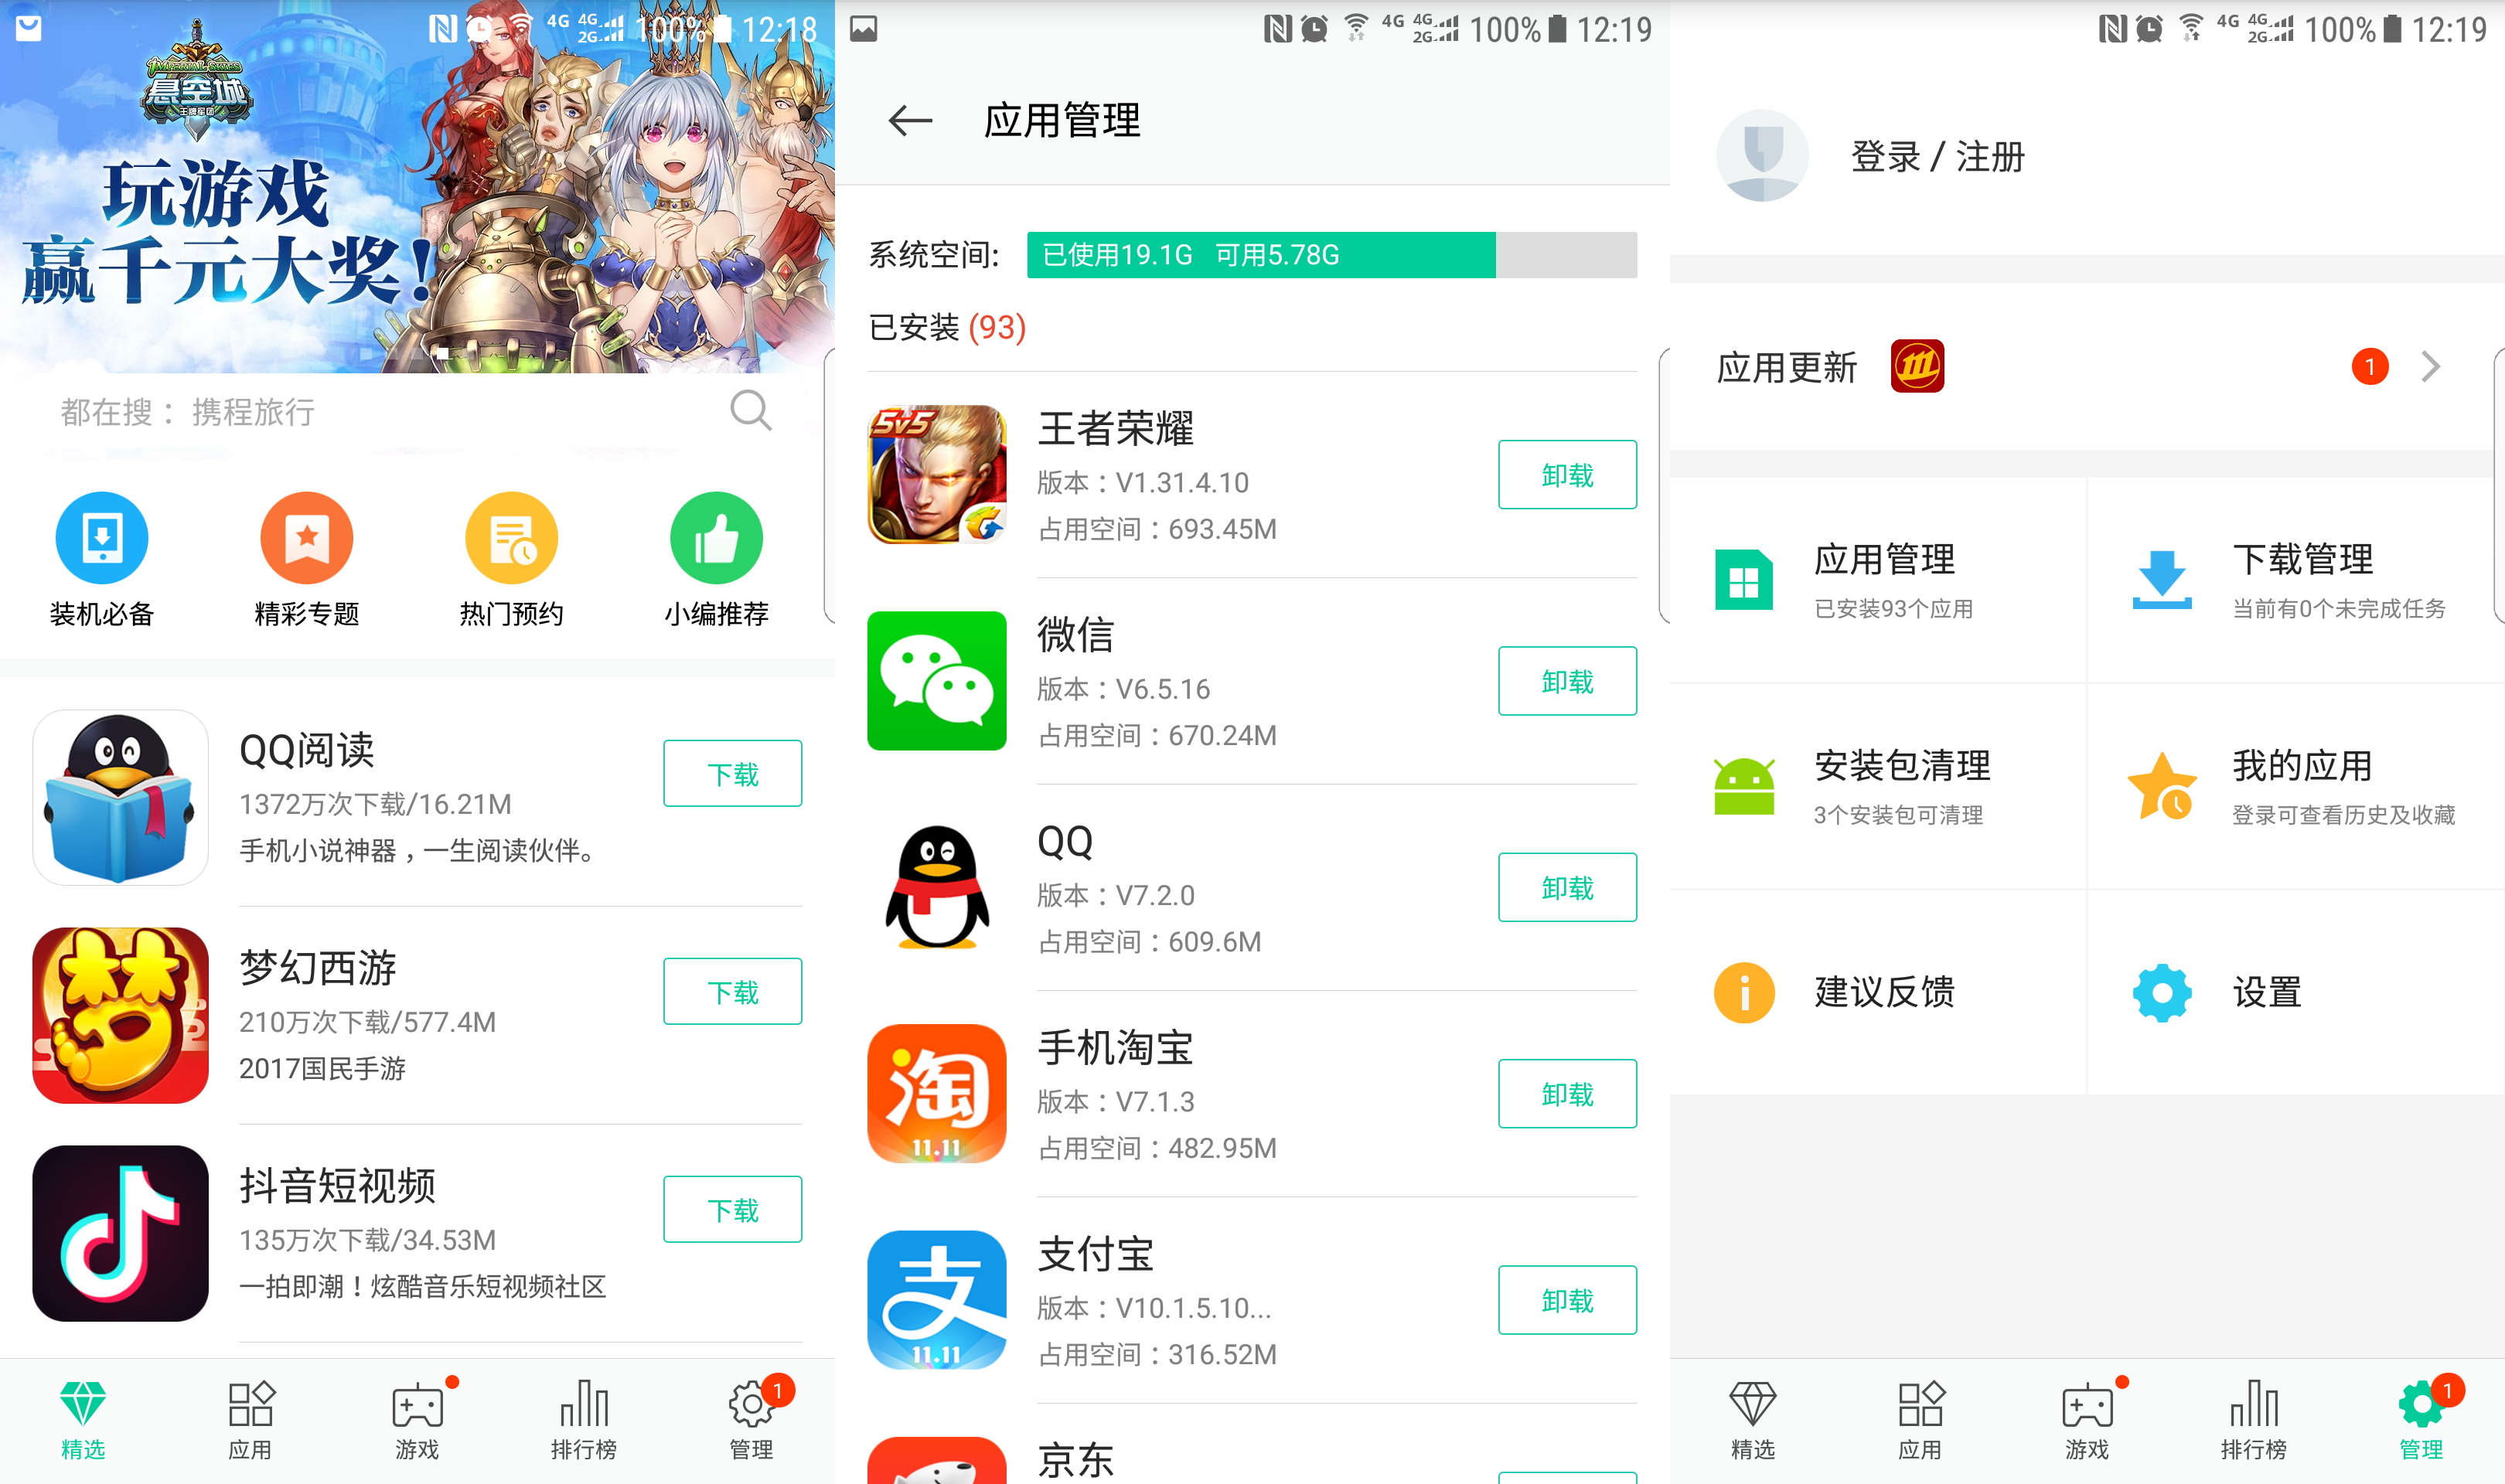 4G 4G 2G 100% 12:18
IMPERIAL SKIES
悬空城
王牌军团
玩游戏
赢千元大奖!
都在搜： 携程旅行
装机必备 精彩专题 热门预约 小编推荐
QQ阅读
1372万次下载/16.21M
手机小说神器，一生阅读伙伴。
下载
梦幻西游
210万次下载/577.4M
2017国民手游
下载
抖音短视频
135万次下载/34.53M
一拍即潮！炫酷音乐短视频社区
下载
精选 应用 游戏 排行榜 管理 1
4G 4G 2G 100% 12:19
应用管理
系统空间: 已使用19.1G 可用5.78G
已安装 (93)
5v5
王者荣耀
版本：V1.31.4.10
占用空间：693.45M
卸载
微信
版本：V6.5.16
占用空间：670.24M
卸载
QQ
版本：V7.2.0
占用空间：609.6M
卸载
淘
11.11
手机淘宝
版本：V7.1.3
占用空间：482.95M
卸载
支
11.11
支付宝
版本：V10.1.5.10...
占用空间：316.52M
卸载
京东
4G 4G 2G 100% 12:19
登录 / 注册
应用更新 1
应用管理
已安装93个应用
下载管理
当前有0个未完成任务
安装包清理
3个安装包可清理
我的应用
登录可查看历史及收藏
建议反馈
设置
精选 应用 游戏 排行榜 管理 1